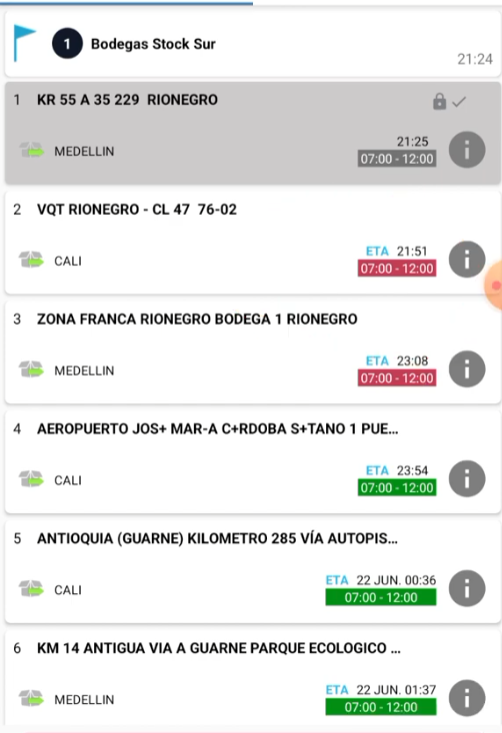 1 Bodegas Stock Sur
21:24
1 KR 55 A 35 229 RIONEGRO
21:25
MEDELLIN
07:00 - 12:00
2 VQT RIONEGRO - CL 47 76-02
ETA 21:51
CALI
07:00 - 12:00
3 ZONA FRANCA RIONEGRO BODEGA 1 RIONEGRO
ETA 23:08
MEDELLIN
07:00 - 12:00
4 AEROPUERTO JOS+ MAR-A C+RDOBA S+TANO 1 PUE...
ETA 23:54
CALI
07:00 - 12:00
5 ANTIOQUIA (GUARNE) KILOMETRO 285 VÍA AUTOPIS...
ETA 22 JUN. 00:36
CALI
07:00 - 12:00
6 KM 14 ANTIGUA VIA A GUARNE PARQUE ECOLOGICO ...
ETA 22 JUN. 01:37
MEDELLIN
07:00 - 12:00